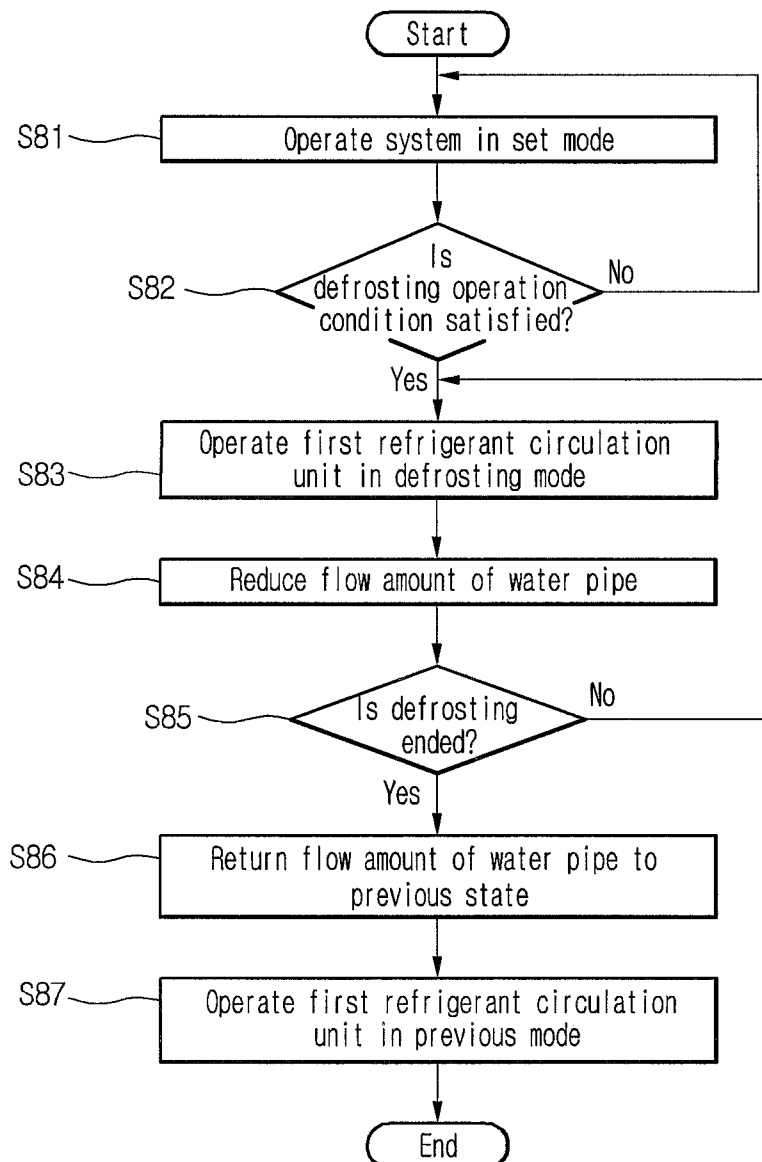 Start
S81
Operate system in set mode
S82
Is
defrosting operation
condition satisfied?
No
Yes
S83
Operate first refrigerant circulation
unit in defrosting mode
S84
Reduce flow amount of water pipe
S85
Is defrosting
ended?
No
Yes
S86
Return flow amount of water pipe to
previous state
S87
Operate first refrigerant circulation
unit in previous mode
End